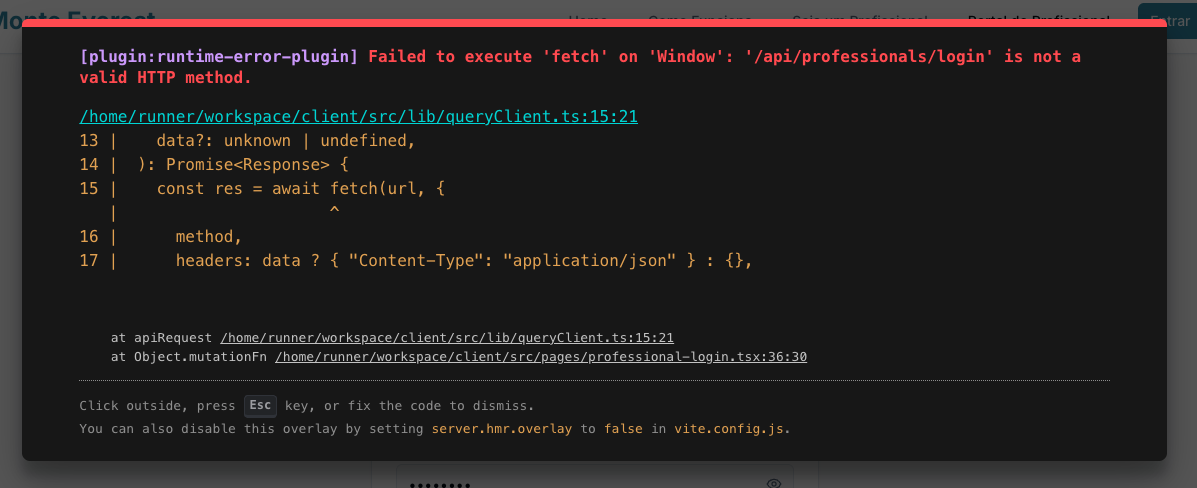 Monte Everest
Home Como Funciona Seja um Profissional Portal do Profissional Entrar
[plugin:runtime-error-plugin] Failed to execute 'fetch' on 'Window': '/api/professionals/login' is not a
valid HTTP method.
/home/runner/workspace/client/src/lib/queryClient.ts:15:21
13 |    data?: unknown | undefined,
14 |  ): Promise<Response> {
15 |    const res = await fetch(url, {
   |                      ^
16 |      method,
17 |      headers: data ? { "Content-Type": "application/json" } : {},
at apiRequest /home/runner/workspace/client/src/lib/queryClient.ts:15:21
at Object.mutationFn /home/runner/workspace/client/src/pages/professional-login.tsx:36:30
Click outside, press Esc key, or fix the code to dismiss.
You can also disable this overlay by setting server.hmr.overlay to false in vite.config.js.
••••••••